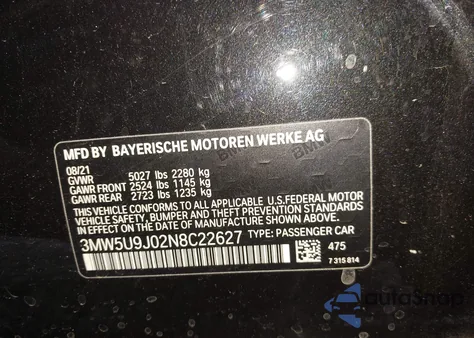 MFD BY BAYERISCHE MOTOREN WERKE AG
08/21
GVWR 5027 lbs 2280 kg
GAWR FRONT 2524 lbs 1145 kg
GAWR REAR 2723 lbs 1235 kg
THIS VEHICLE CONFORMS TO ALL APPLICABLE U.S.FEDERAL MOTOR
VEHICLE SAFETY, BUMPER AND THEFT PREVENTION STANDARDS
IN EFFECT ON THE DATE OF MANUFACTURE SHOWN ABOVE.
3MW5U9J02N8C22627 TYPE: PASSENGER CAR
475
7 315 814
autoSnap